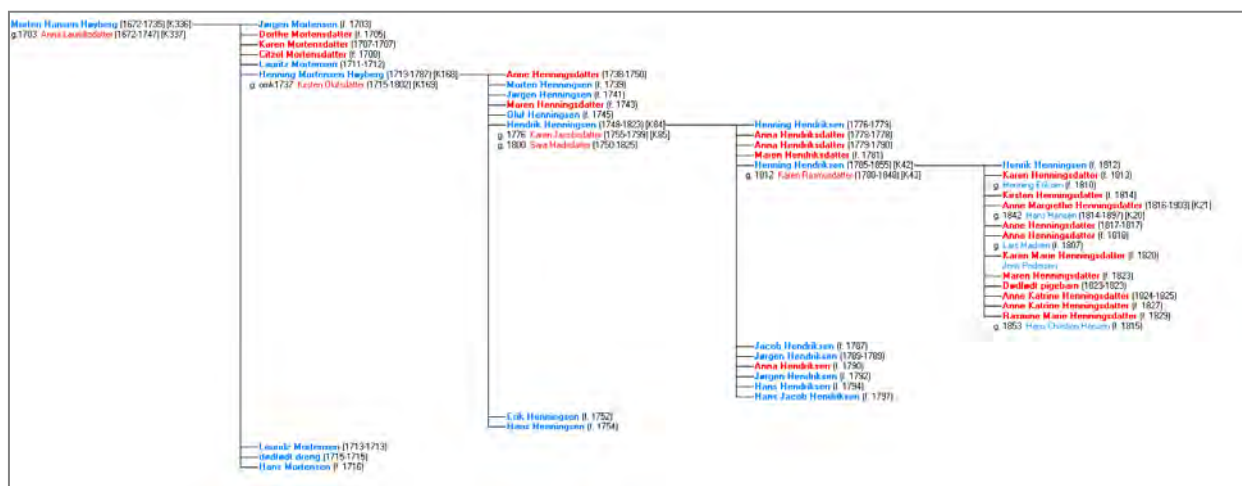 Morten Hansen Høyberg (1672-1735) [K336]
g.1703 Anna Lauridsdatter (1672-1747) [K337]
Jørgen Mortensen (f. 1703)
Dorthe Mortensdatter (f. 1705)
Karen Mortensdatter (1707-1707)
Citzel Mortensdatter (f. 1708)
Lauritz Mortensen (1711-1712)
Henning Mortensen Høyberg (1713-1787) [K168]
g. omk1737 Kirsten Olufsdatter (1715-1802) [K169]
Anne Henningsdatter (1738-1750)
Morten Henningsen (f. 1739)
Jørgen Henningsen (f. 1741)
Maren Henningsdatter (f. 1743)
Oluf Henningsen (f. 1745)
Hendrik Henningsen (1748-1823) [K84]
g. 1776 Karen Jacobsdatter (1755-1799) [K85]
g. 1800 Sara Madsdatter (1750-1825)
Henning Hendriksen (1776-1779)
Anna Hendriksdatter (1778-1778)
Anna Hendriksdatter (1779-1790)
Maren Hendriksdatter (f. 1781)
Henning Hendriksen (1785-1855) [K42]
g. 1812 Karen Rasmusdatter (1788-1848) [K43]
Henrik Henningsen (f. 1812)
Karen Henningsdatter (f. 1813)
g. Henning Eriksen (f. 1810)
Kirsten Henningsdatter (f. 1814)
Anne Margrethe Henningsdatter (1816-1903) [K21]
g. 1842 Hans Hansen (1814-1897) [K20]
Anne Henningsdatter (1817-1817)
Anne Henningsdatter (f. 1818)
g. Lars Madsen (f. 1807)
Karen Marie Henningsdatter (f. 1820)
Jens Pedersen
Maren Henningsdatter (f. 1823)
Dødfødt pigebarn (1823-1823)
Anne Katrine Henningsdatter (1824-1825)
Anne Katrine Henningsdatter (f. 1827)
Rasmine Marie Henningsdatter (f. 1829)
g. 1853 Hans Christian Hansen (f. 1815)
Jacob Hendriksen (f. 1787)
Jørgen Hendriksen (1789-1789)
Anna Hendriksen (f. 1790)
Jørgen Hendriksen (f. 1792)
Hans Hendriksen (f. 1794)
Hans Jacob Hendriksen (f. 1797)
Erik Henningsen (f. 1752)
Hans Henningsen (f. 1754)
Mortensen (1713-1713)
dødfødt dreng (1715-1715)
Hans Mortensen (f. 1716)